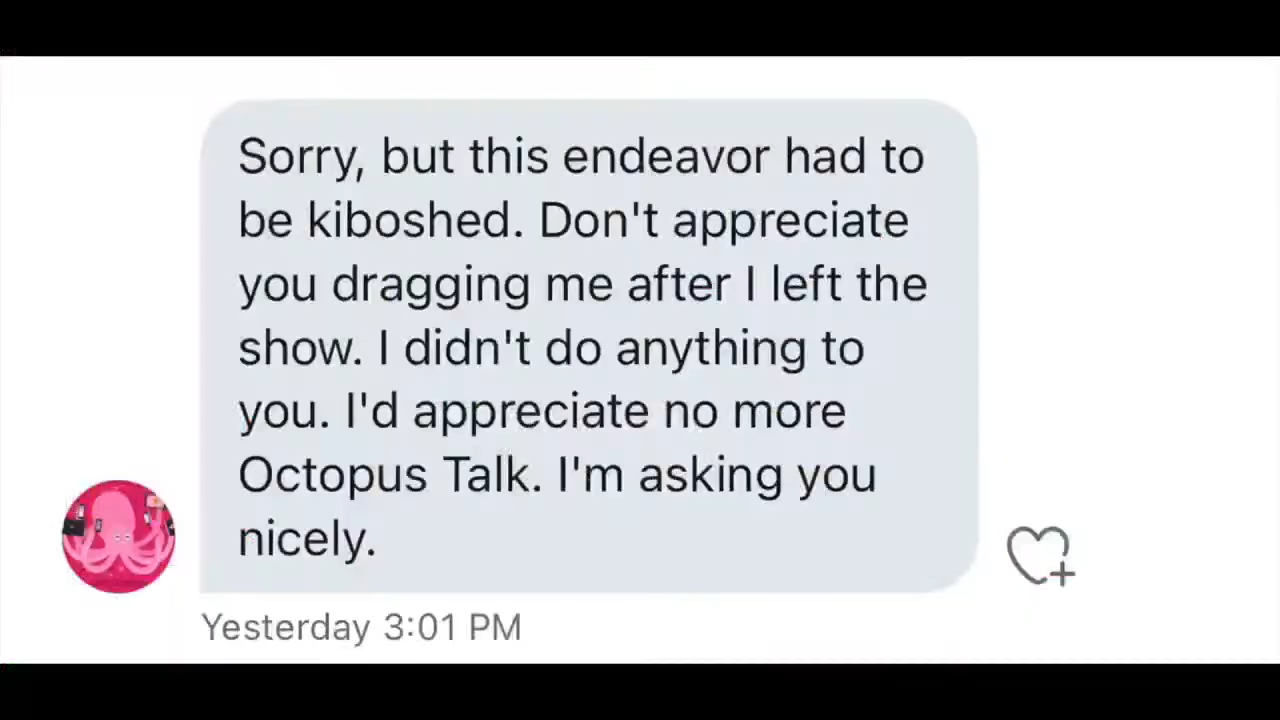 Sorry, but this endeavor had to
be kiboshed. Don't appreciate
you dragging me after I left the
show. I didn't do anything to
you. I'd appreciate no more
Octopus Talk. I'm asking you
nicely.
Yesterday 3:01 PM